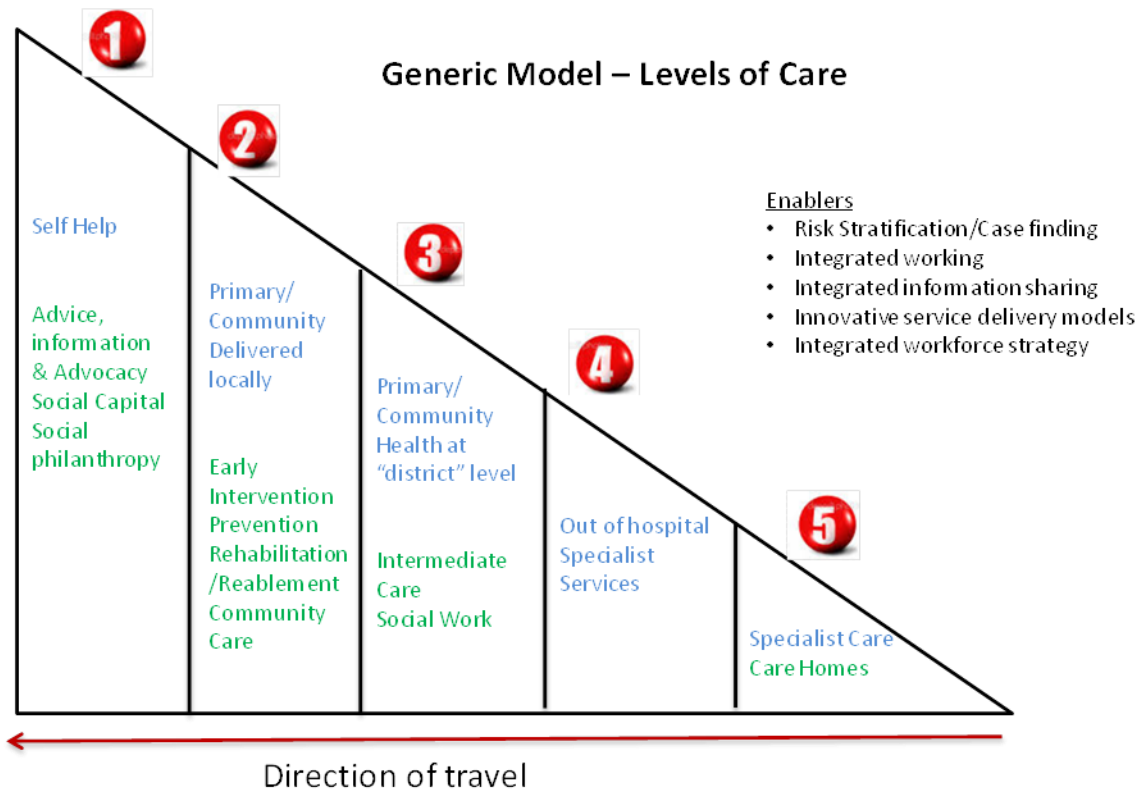 1
Generic Model – Levels of Care
2
Enablers
• Risk Stratification/Case finding
• Integrated working
• Integrated information sharing
• Innovative service delivery models
• Integrated workforce strategy
Self Help
Advice,
information
& Advocacy
Social Capital
Social
philanthropy
Primary/
Community
Delivered
locally
Early
Intervention
Prevention
Rehabilitation
/Reablement
Community
Care
3
Primary/
Community
Health at
“district” level
Intermediate
Care
Social Work
4
Out of hospital
Specialist
Services
5
Specialist Care
Care Homes
Direction of travel